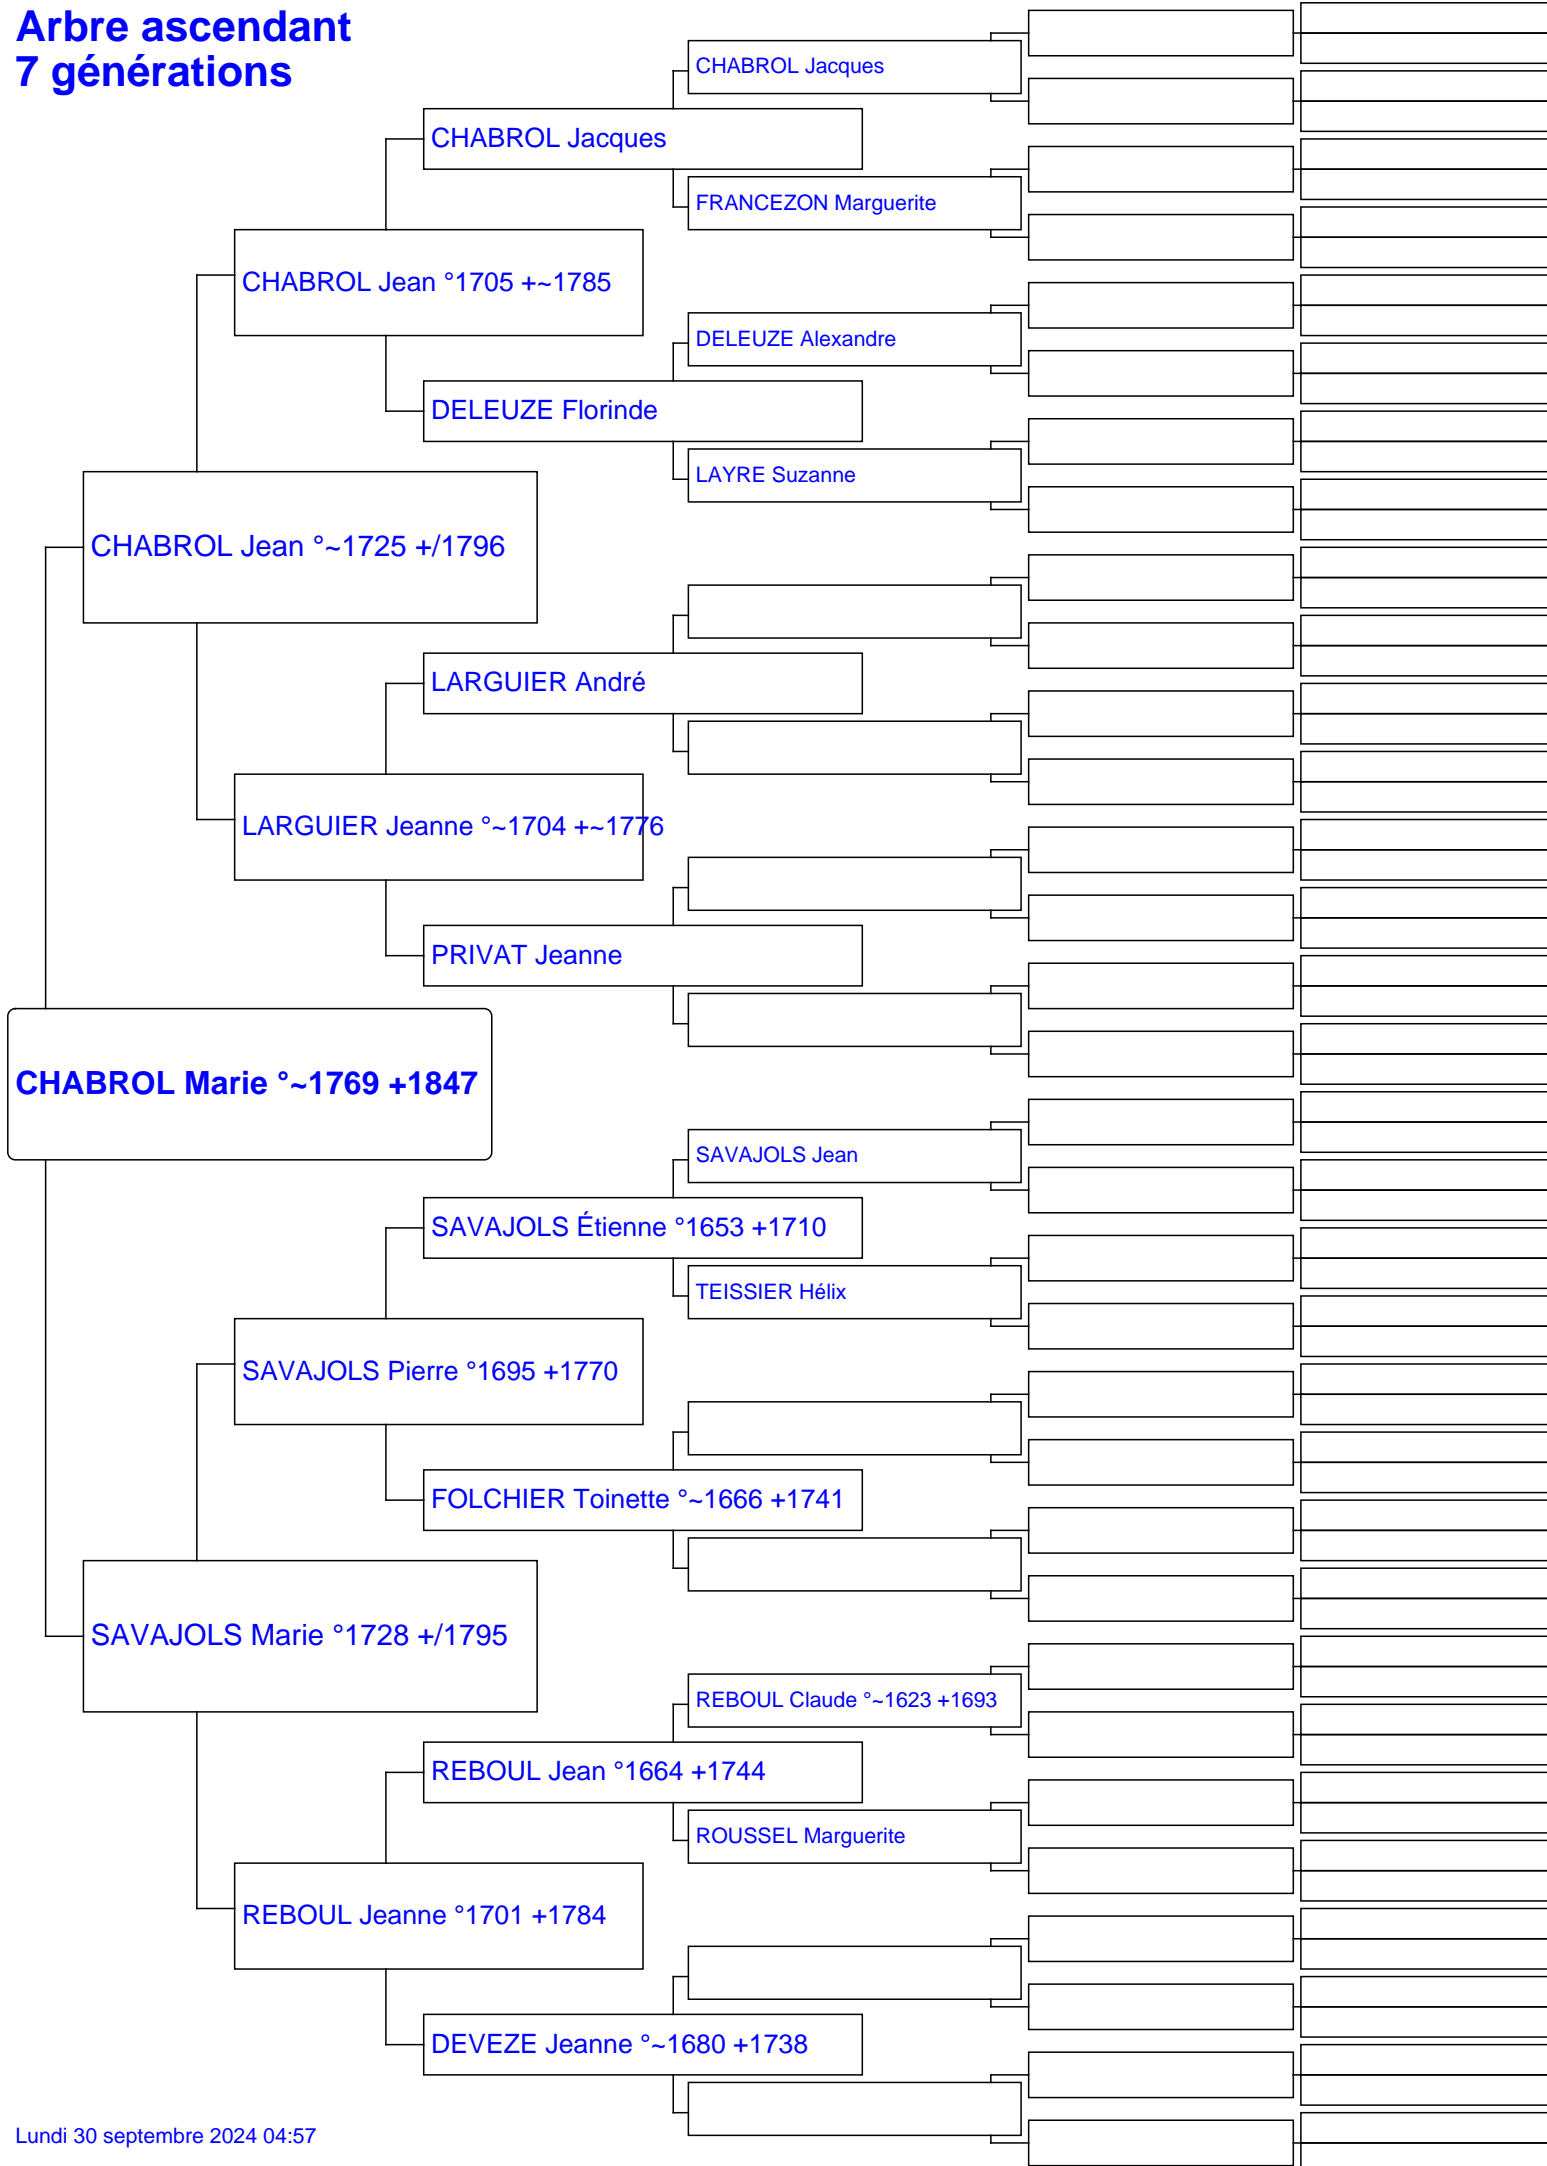 Arbre ascendant
7 générations
CHABROL Jacques
CHABROL Jacques
FRANCEZON Marguerite
CHABROL Jean °1705 +~1785
DELEUZE Alexandre
DELEUZE Florinde
LAYRE Suzanne
CHABROL Jean °~1725 +/1796
LARGUIER André
LARGUIER Jeanne °~1704 +~1776
PRIVAT Jeanne
CHABROL Marie °~1769 +1847
SAVAJOLS Jean
SAVAJOLS Étienne °1653 +1710
TEISSIER Hélix
SAVAJOLS Pierre °1695 +1770
FOLCHIER Toinette °~1666 +1741
SAVAJOLS Marie °1728 +/1795
REBOUL Claude °~1623 +1693
REBOUL Jean °1664 +1744
ROUSSEL Marguerite
REBOUL Jeanne °1701 +1784
DEVEZE Jeanne °~1680 +1738
Lundi 30 septembre 2024 04:57